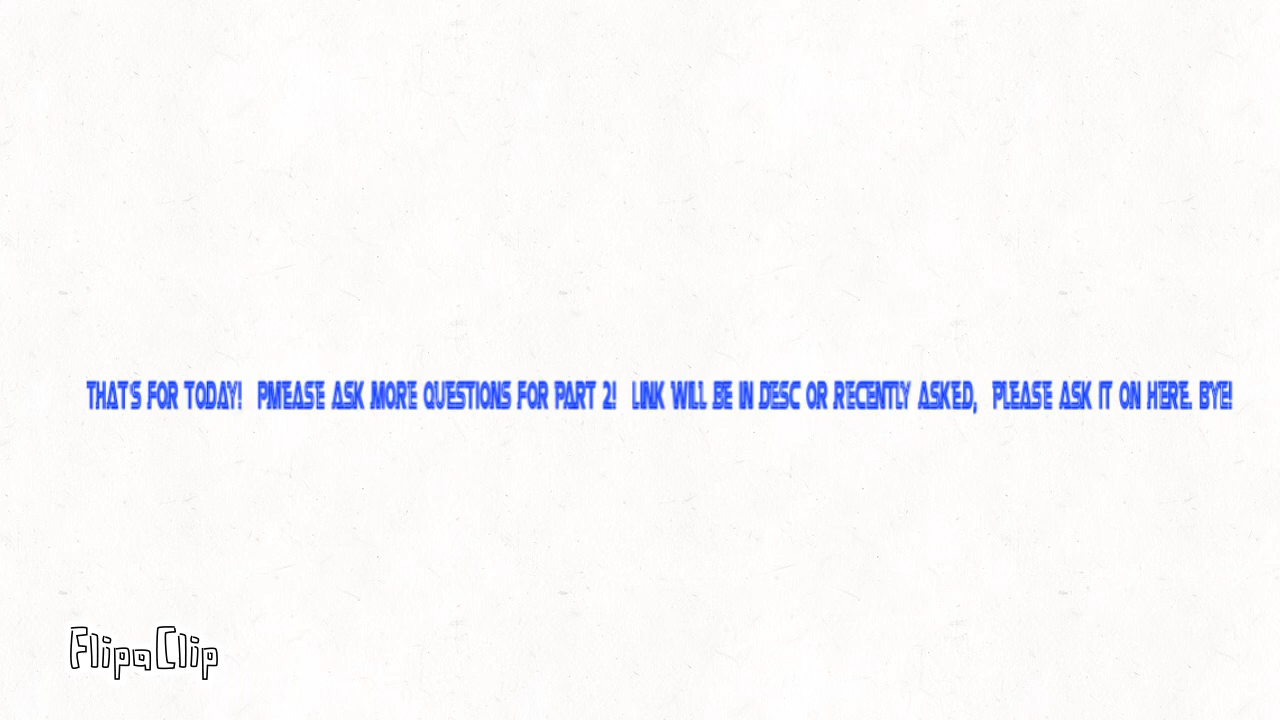 THAT'S FOR TODAY! PMEASE ASK MORE QUESTIONS FOR PART 2! LINK WILL BE IN DESC OR RECENTLY ASKED, PLEASE ASK IT ON HERE. BYE!
FlipaClip